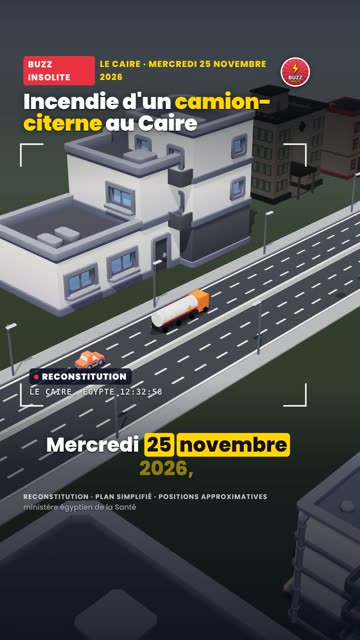 BUZZ INSOLITE
LE CAIRE · MERCREDI 25 NOVEMBRE 2026
BUZZ
Incendie d'un camion-
citerne au Caire
RECONSTITUTION
LE CAIRE, ÉGYPTE 12:32:58
Mercredi 25 novembre
2026,
RECONSTITUTION · PLAN SIMPLIFIÉ · POSITIONS APPROXIMATIVES
ministère égyptien de la Santé